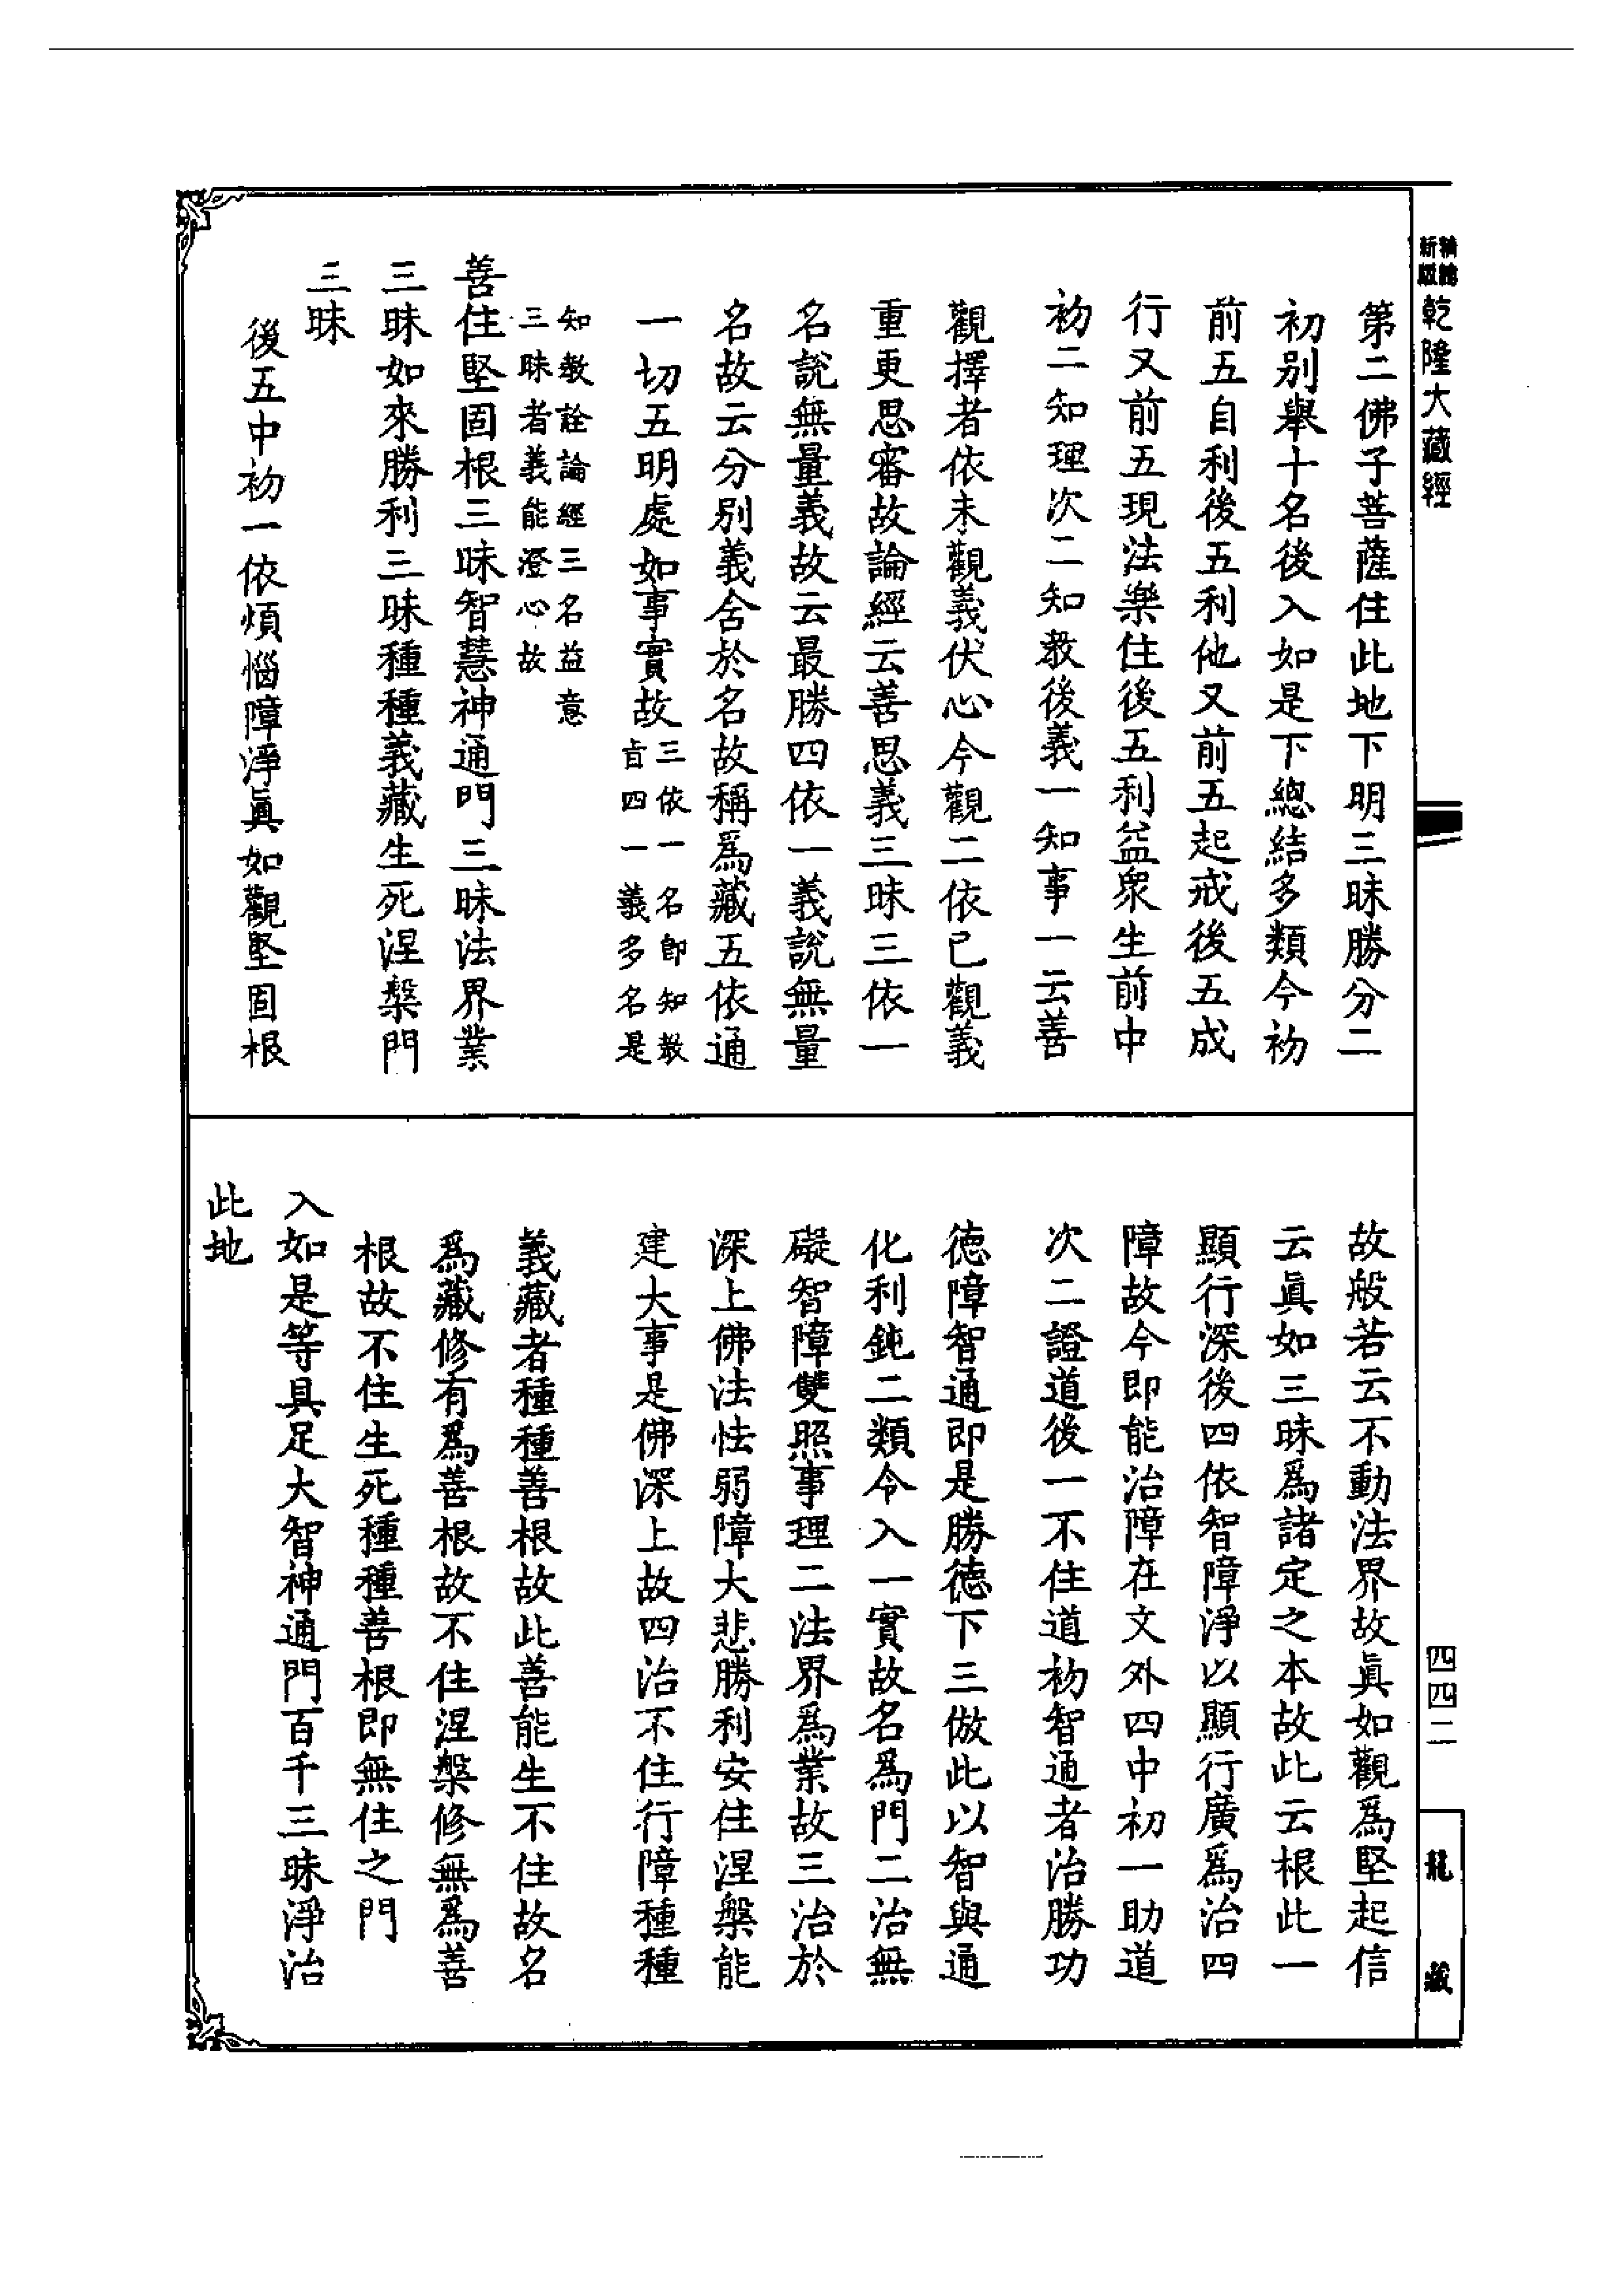 新版
精縮
乾隆大藏經
第二佛子菩薩住此地下明三昧勝分二
初别舉十名後入如是下總結多類今初
前五自利後五利他又前五起戒後五成
行又前五現法樂住後五利益衆生前中
初二知理次二知教後義一知事一云善
觀擇者依未觀義伏心今觀二依已觀義
重更思審故論經云善思義三昧三依一
名說無量義故云最勝四依一義說無量
名故云分别義舍於名故稱爲藏五依通
一切五明處如事實故三依一名即知教
旨四一義多名是
知教詮論經三名益意
三昧者義能澄心故
善住堅固根三昧智慧神通門三昧法界業
三昧如來勝利三昧種種義藏生死涅槃門
三昧
後五中初一依煩惱障淨眞如觀堅固根
故般若云不動法界故眞如觀爲堅起信
云眞如三昧爲諸定之本故此云根此一
顯行深後四依智障淨以顯行廣爲治四
障故今即能治障在文外四中初一助道
次二證道後一不住道初智通者治勝功
德障智通即是勝德下三倣此以智與通
化利鈍二類令入一實故名爲門二治無
礙智障雙照事理二法界爲業故三治於
深上佛法怯弱障大悲勝利安住涅槃能
建大事是佛深上故四治不住行障種種
義藏者種種善根故此善能生不住故名
爲藏修有爲善根故不住涅槃修無爲善
根故不住生死種種善根即無住之門
入如是等具足大智神通門百千三昧淨治
此地
四四二
龍藏